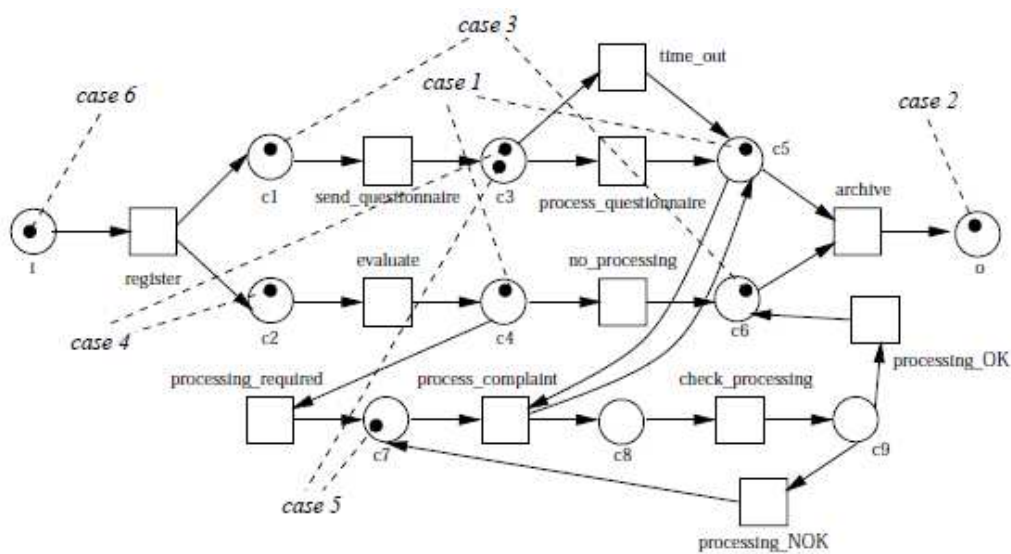 case 3
time_out
case 1
case 6
case 2
c5
c1
send_questionnaire
c3
process_questionnaire
archive
i
register
evaluate
no_processing
o
c2
c4
c6
case 4
processing_OK
processing_required
process_complaint
check_processing
c7
c8
c9
case 5
processing_NOK